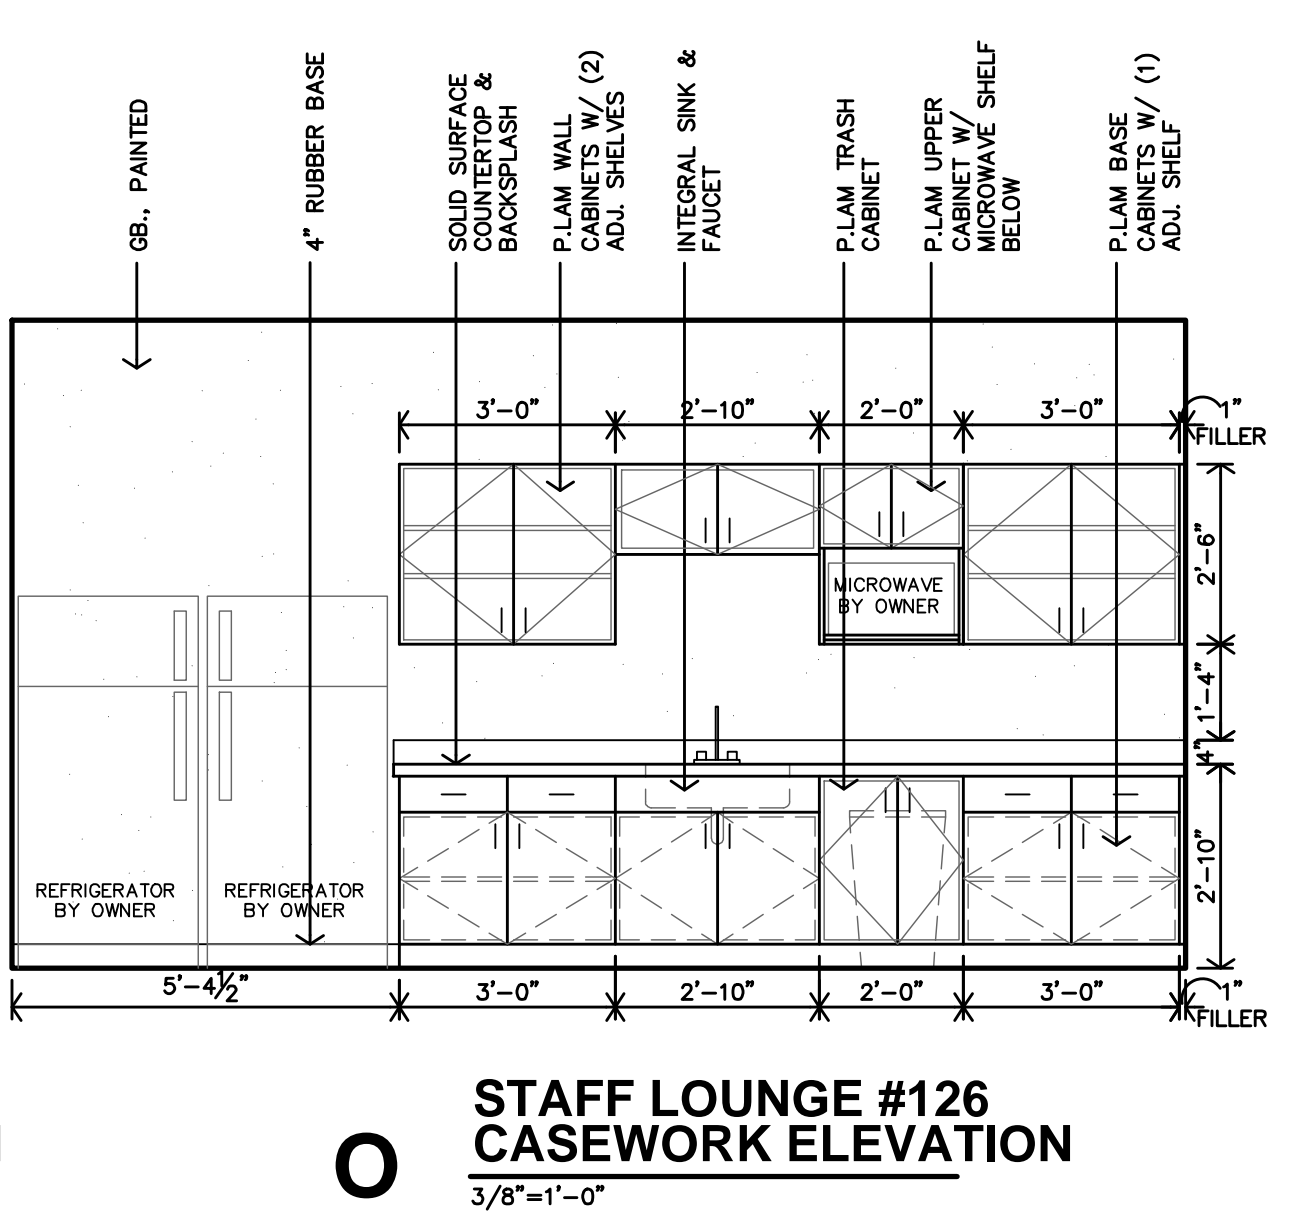 GB., PAINTED
4" RUBBER BASE
SOLID SURFACE
COUNTERTOP &
BACKSPLASH
P.LAM WALL
CABINETS W/ (2)
ADJ. SHELVES
INTEGRAL SINK &
FAUCET
P.LAM TRASH
CABINET
P.LAM UPPER
CABINET W/
MICROWAVE SHELF
BELOW
P.LAM BASE
CABINETS W/ (1)
ADJ. SHELF
3'-0"
2'-10"
2'-0"
3'-0"
1"
FILLER
2'-6"
MICROWAVE
BY OWNER
1'-4"
4"
2'-10"
REFRIGERATOR
BY OWNER
REFRIGERATOR
BY OWNER
5'-4½"
3'-0"
2'-10"
2'-0"
3'-0"
1"
FILLER
O
STAFF LOUNGE #126
CASEWORK ELEVATION
3/8"=1'-0"